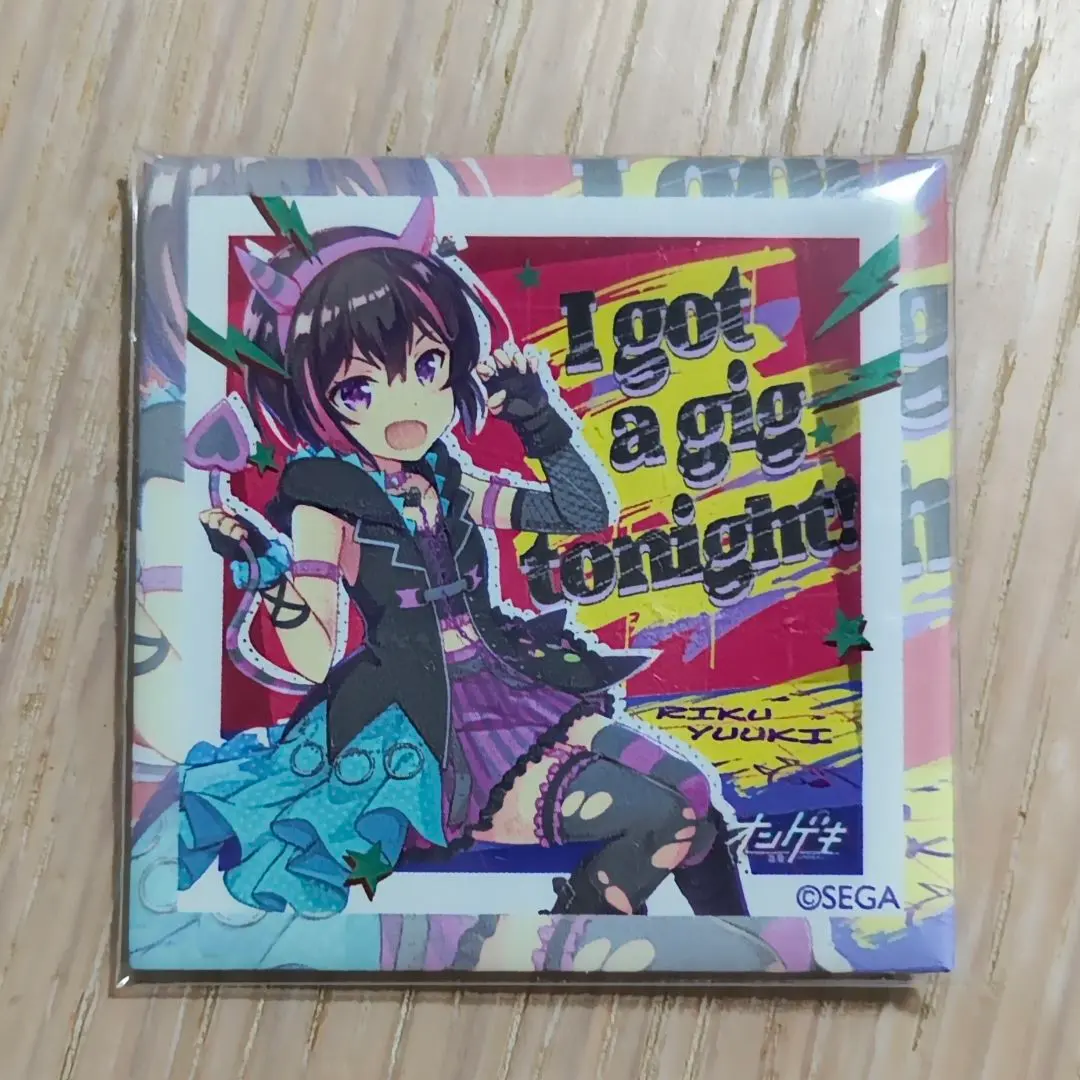 I got
a gig
tonight!
RIKU
YUUKI
オンゲキ
©SEGA